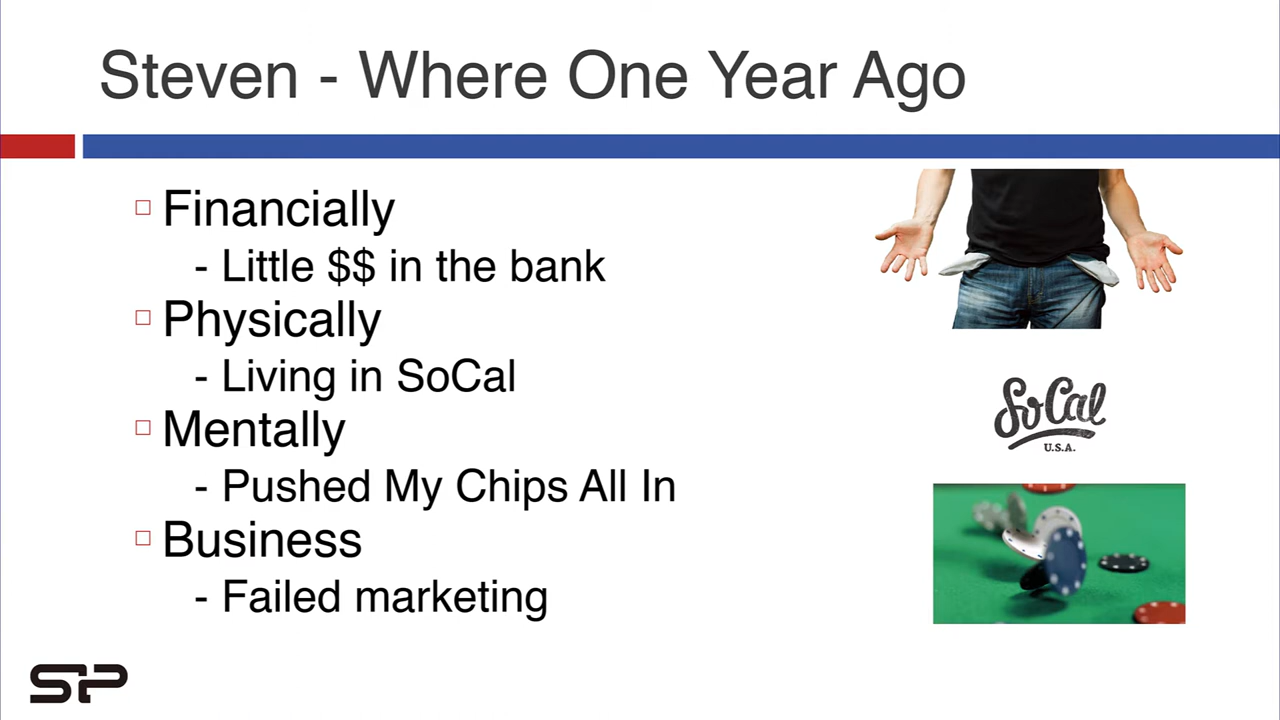 Steven - Where One Year Ago
Financially
- Little $$ in the bank
Physically
- Living in SoCal
Mentally
- Pushed My Chips All In
Business
- Failed marketing
SoCal
U.S.A.
SP